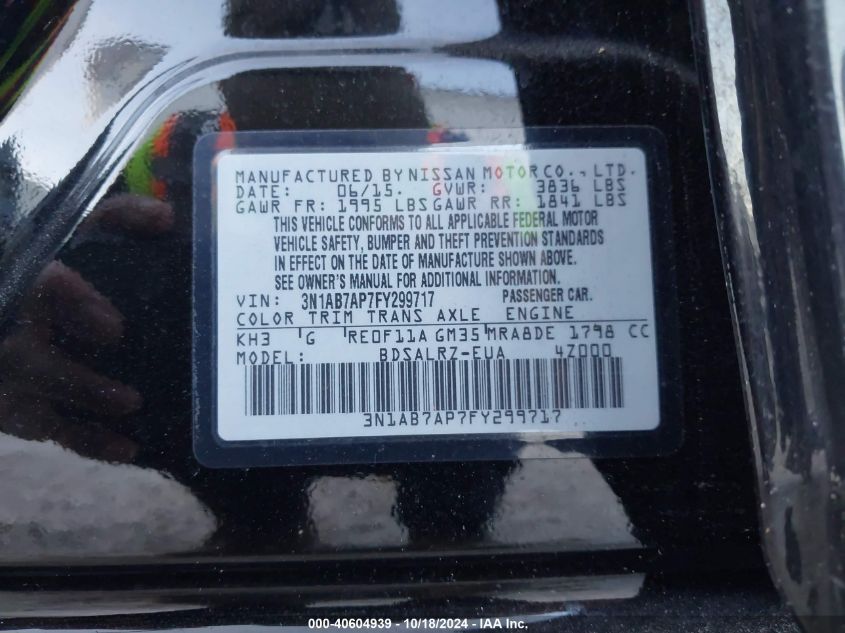 MANUFACTURED BY NISSAN MOTOR CO., LTD.
DATE: 06/15. GVWR: 3836 LBS
GAWR FR: 1995 LBS GAWR RR: 1841 LBS
THIS VEHICLE CONFORMS TO ALL APPLICABLE FEDERAL MOTOR
VEHICLE SAFETY, BUMPER AND THEFT PREVENTION STANDARDS
IN EFFECT ON THE DATE OF MANUFACTURE SHOWN ABOVE.
SEE OWNER'S MANUAL FOR ADDITIONAL INFORMATION.
VIN: 3N1AB7AP7FY299717 PASSENGER CAR.
COLOR TRIM TRANS AXLE ENGINE
KH3 G RE0F11A GM35 MRA8DE 1798 CC
MODEL: BDSALRZ-EUA 4Z000
3N1AB7AP7FY299717
000-40604939 - 10/18/2024 - IAAI, Inc.